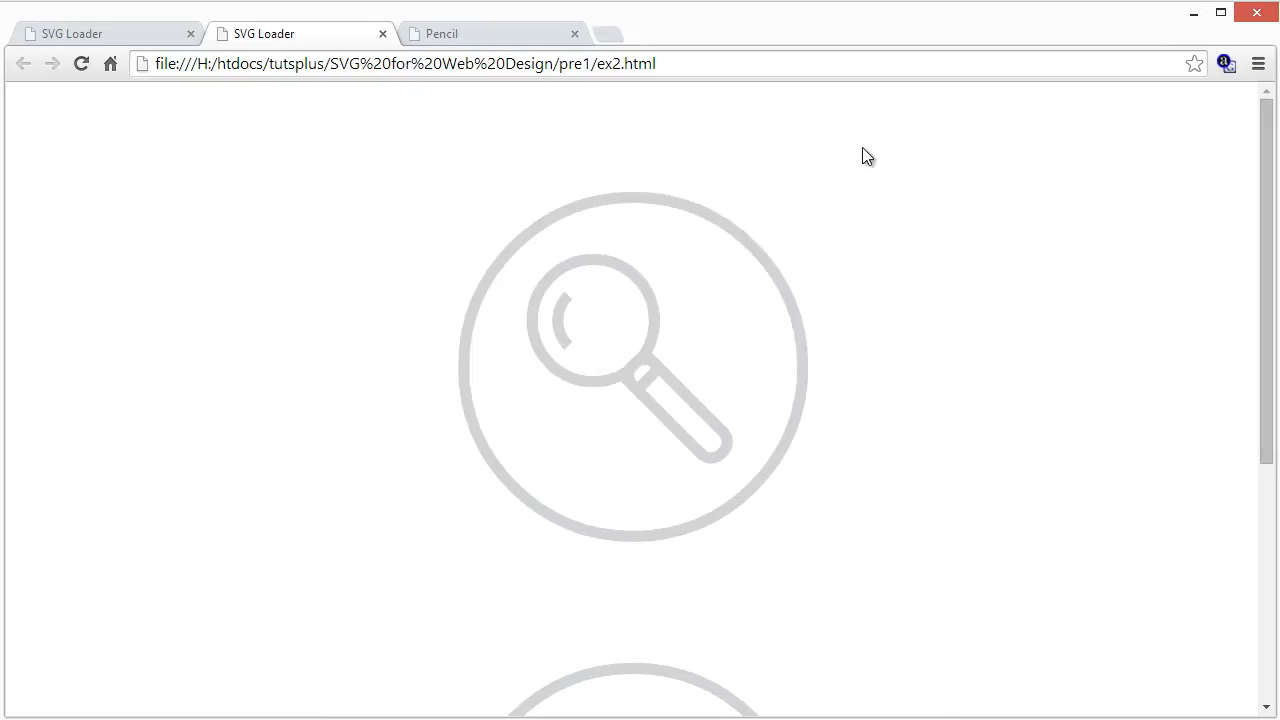 SVG Loader
SVG Loader
Pencil
file:///H:/htdocs/tutsplus/SVG%20for%20Web%20Design/pre1/ex2.html
a